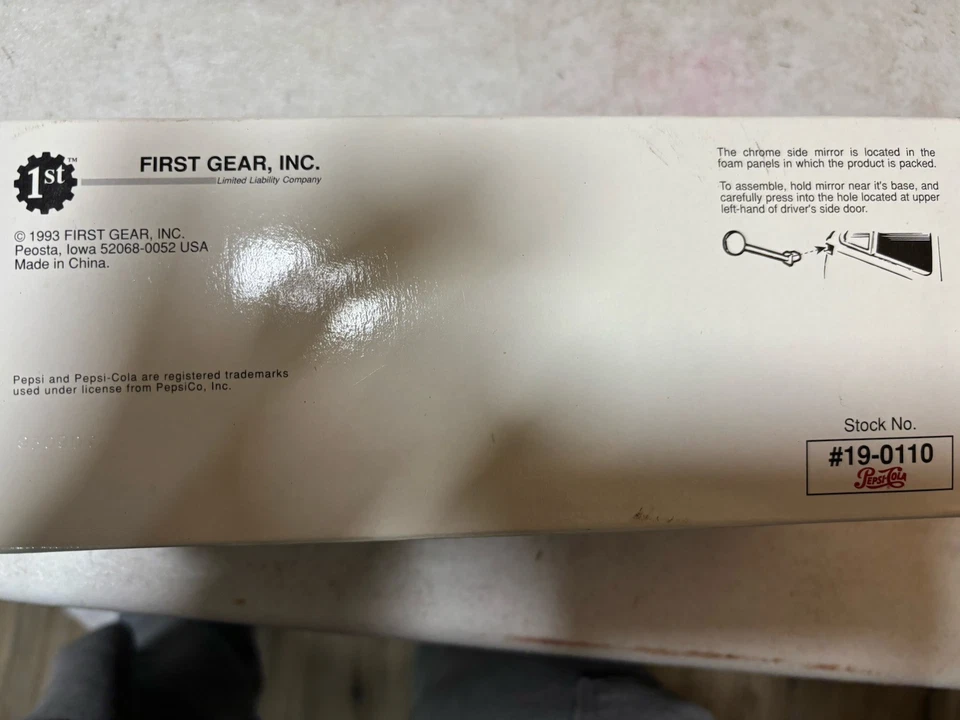 1st™
FIRST GEAR, INC.
Limited Liability Company
© 1993 FIRST GEAR, INC.
Peosta, Iowa 52068-0052 USA
Made in China.
Pepsi and Pepsi-Cola are registered trademarks
used under license from PepsiCo, Inc.
The chrome side mirror is located in the
foam panels in which the product is packed.
To assemble, hold mirror near it's base, and
carefully press into the hole located at upper
left-hand of driver's side door.
Stock No.
#19-0110
PEPSI-COLA